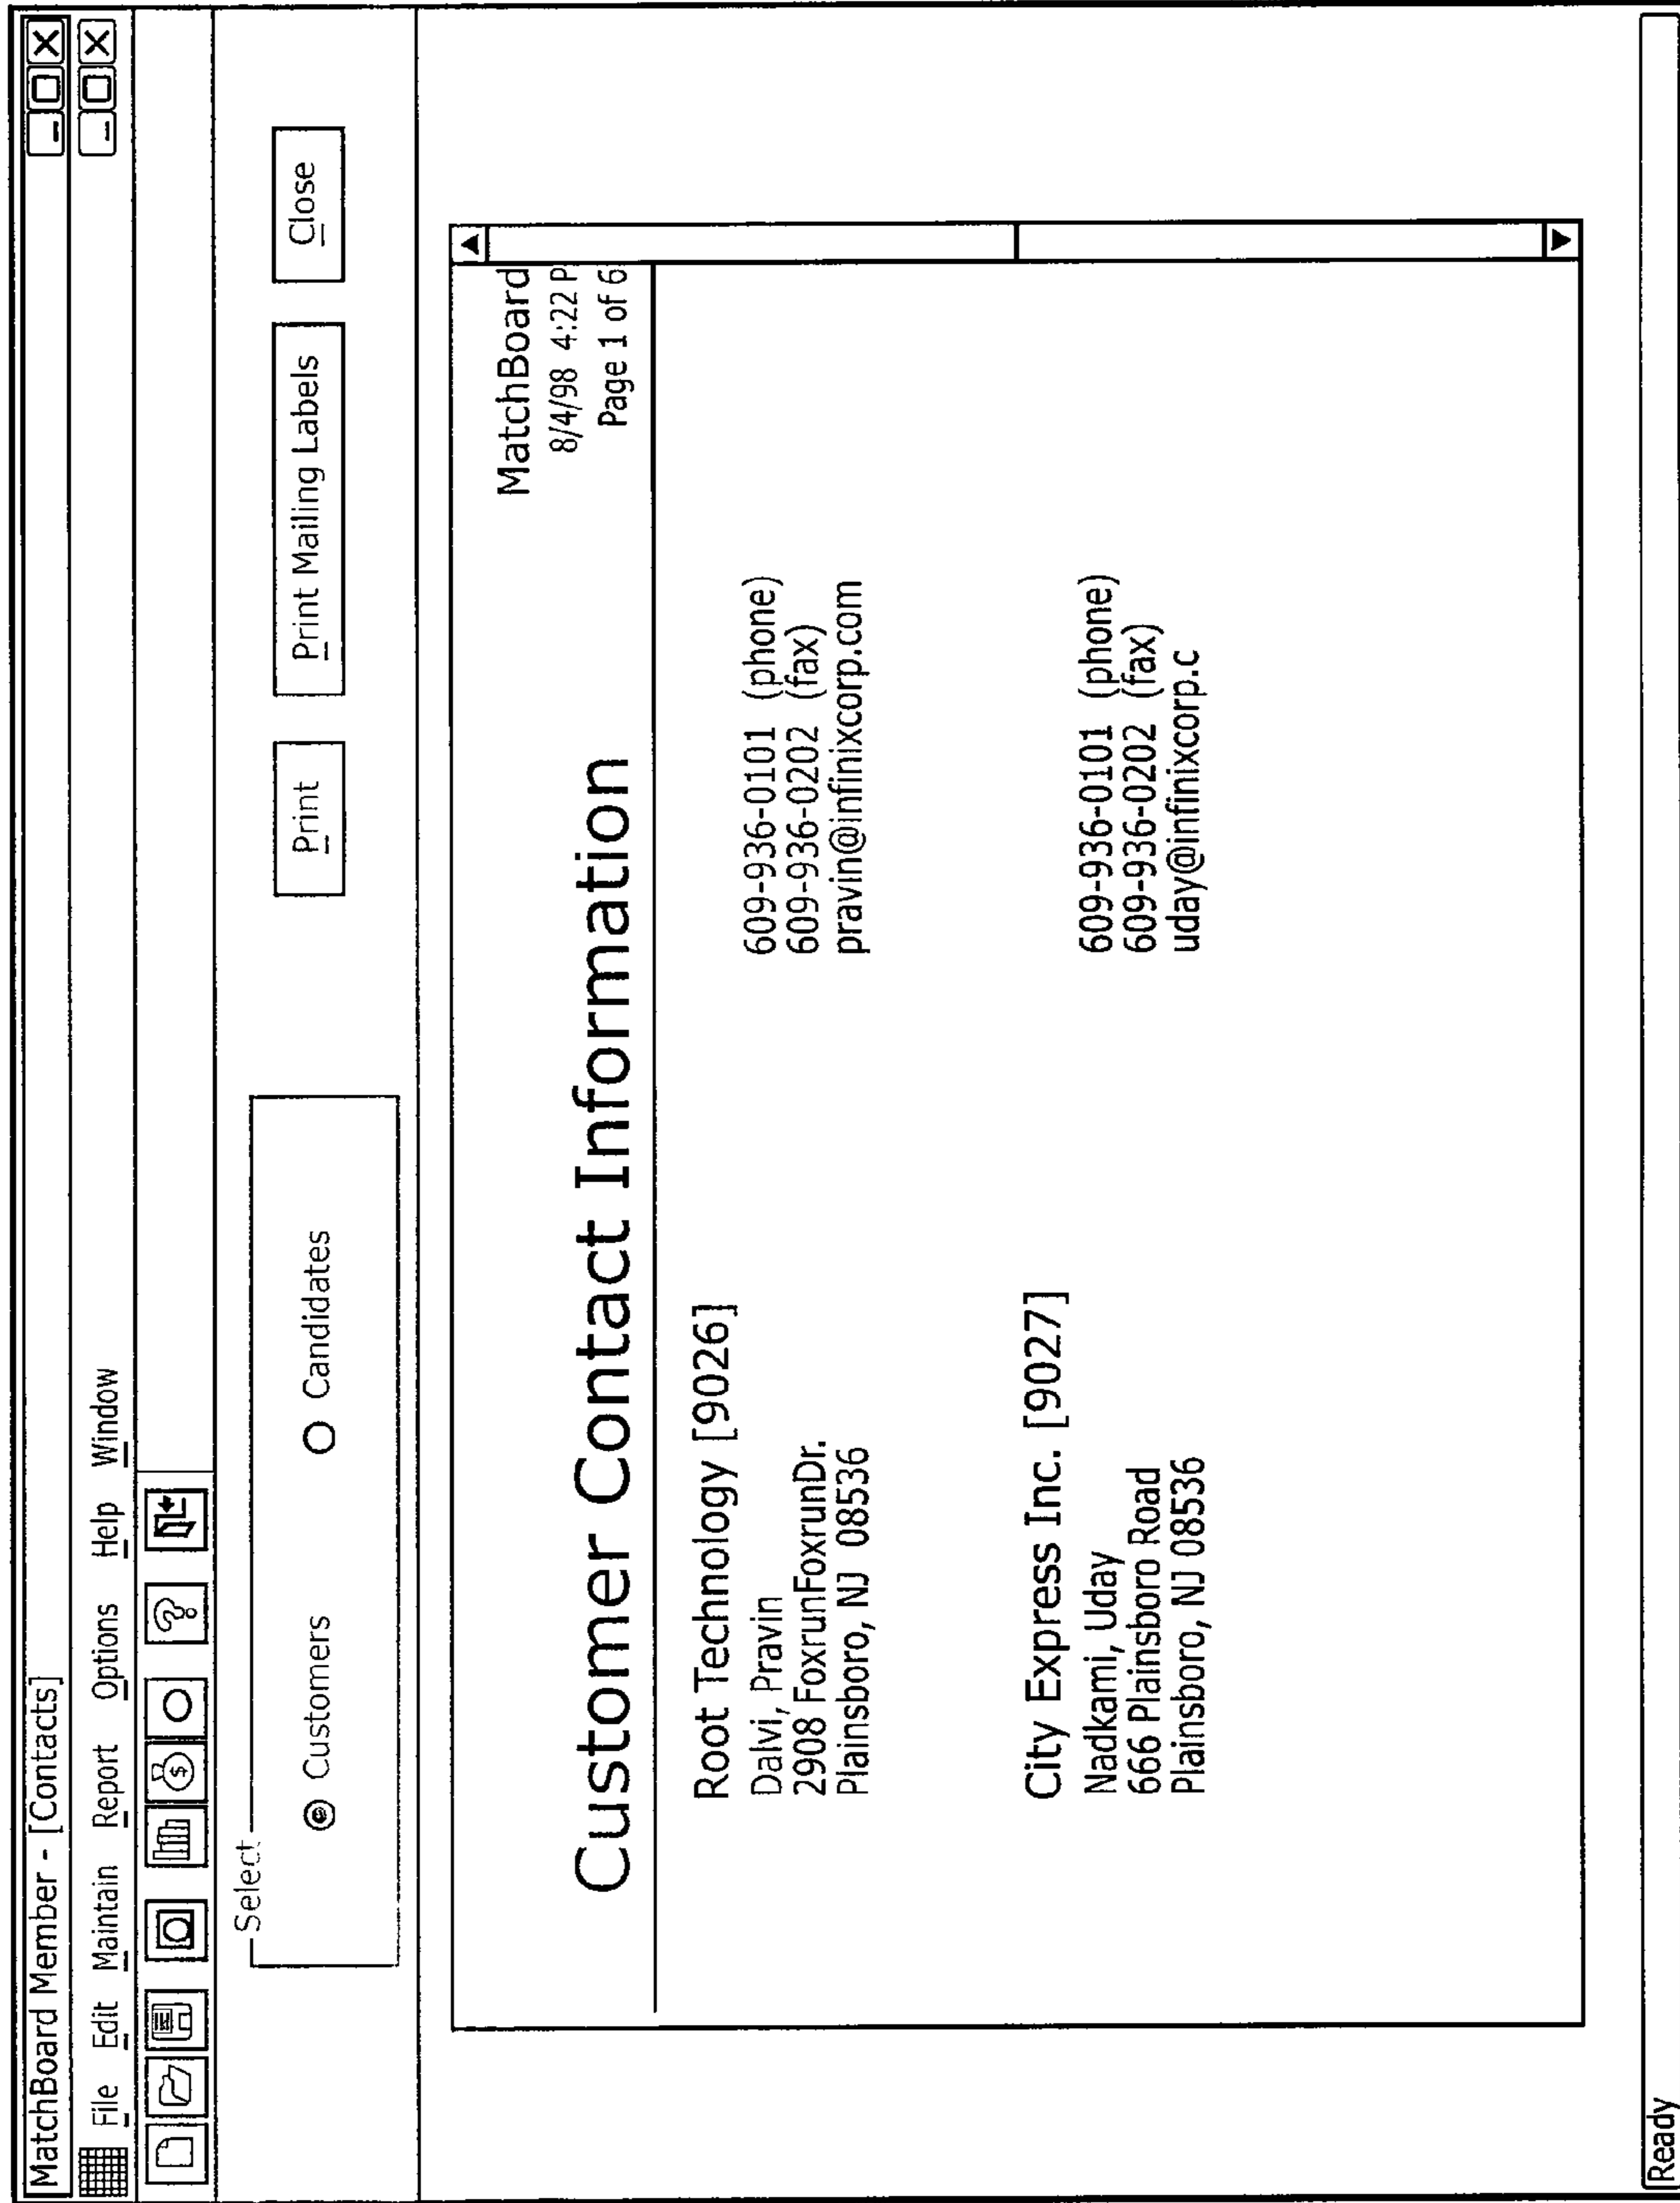 MatchBoard Member - [Contacts]
File Edit Maintain Report Options Help Window
Select
Customers Candidates
Print Print Mailing Labels Close
MatchBoard
8/4/98 4:22 P
Customer Contact Information
Page 1 of 6
Root Technology [9026]
Dalvi, Pravin 609-936-0101 (phone)
2908 FoxrunFoxrunDr. 609-936-0202 (fax)
Plainsboro, NJ 08536 pravin@infinixcorp.com
City Express Inc. [9027]
Nadkami, Uday 609-936-0101 (phone)
666 Plainsboro Road 609-936-0202 (fax)
Plainsboro, NJ 08536 uday@infinixcorp.c
Ready